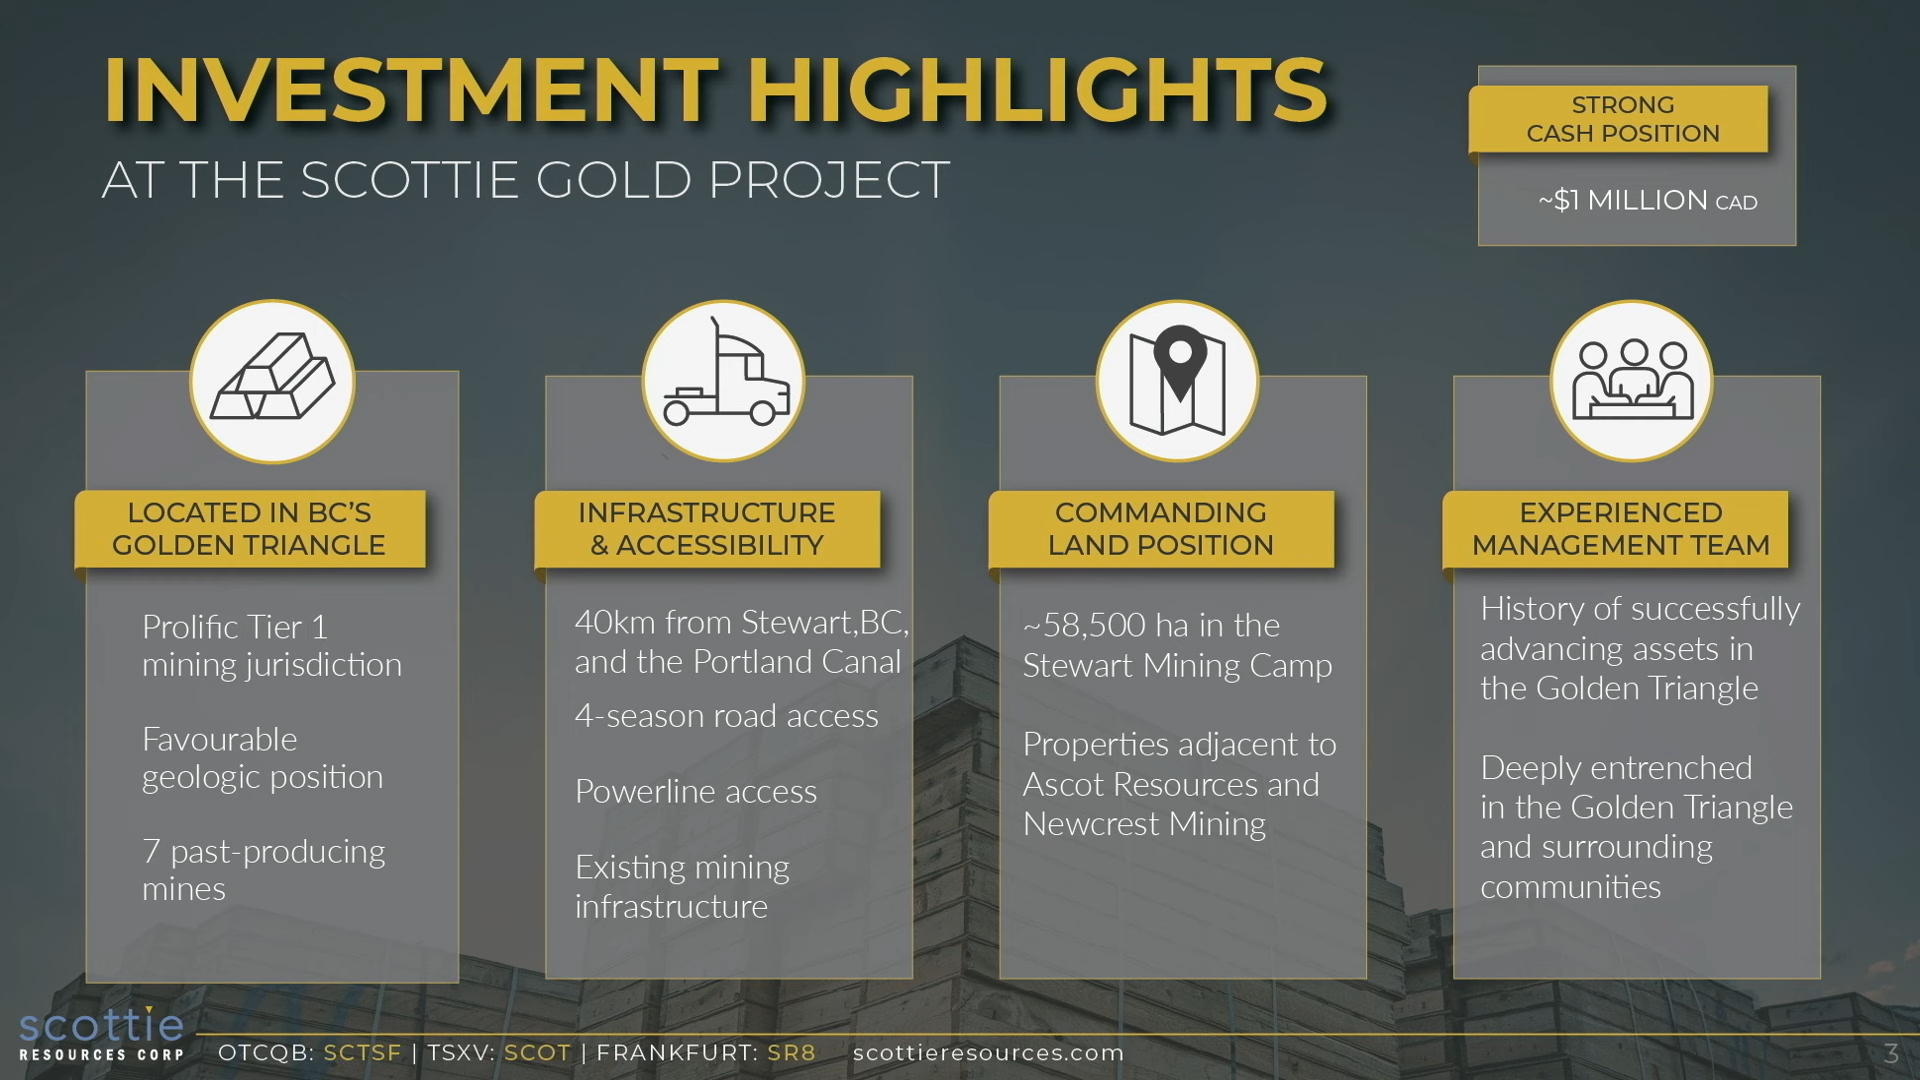 INVESTMENT HIGHLIGHTS
AT THE SCOTTIE GOLD PROJECT
STRONG
CASH POSITION
~$1 MILLION CAD
LOCATED IN BC’S
GOLDEN TRIANGLE
Prolific Tier 1
mining jurisdiction
Favourable
geologic position
7 past-producing
mines
INFRASTRUCTURE
& ACCESSIBILITY
40km from Stewart,BC,
and the Portland Canal
4-season road access
Powerline access
Existing mining
infrastructure
COMMANDING
LAND POSITION
~58,500 ha in the
Stewart Mining Camp
Properties adjacent to
Ascot Resources and
Newcrest Mining
EXPERIENCED
MANAGEMENT TEAM
History of successfully
advancing assets in
the Golden Triangle
Deeply entrenched
in the Golden Triangle
and surrounding
communities
scottie
RESOURCES CORP
OTCQB: SCTSF | TSXV: SCOT | FRANKFURT: SR8 scottieresources.com
3